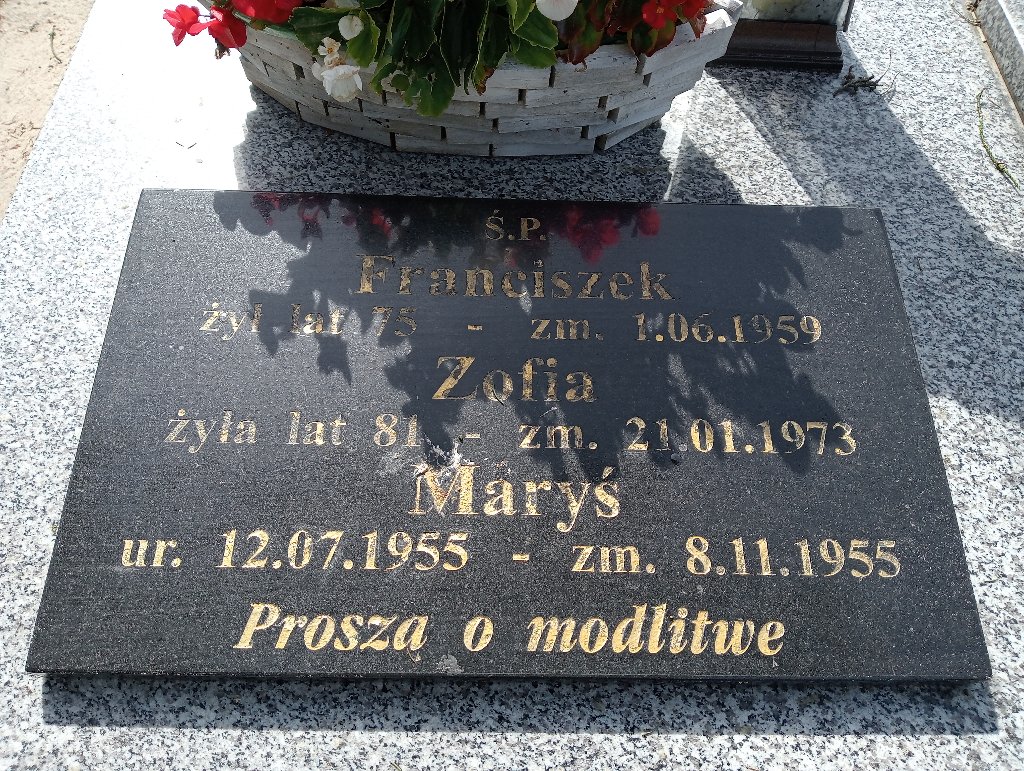 Ś.P.
Franciszek
żył lat 75 - zm. 1.06.1959
Zofia
żyła lat 81 - zm. 21.01.1973
Maryś
ur. 12.07.1955 - zm. 8.11.1955
Proszą o modlitwe